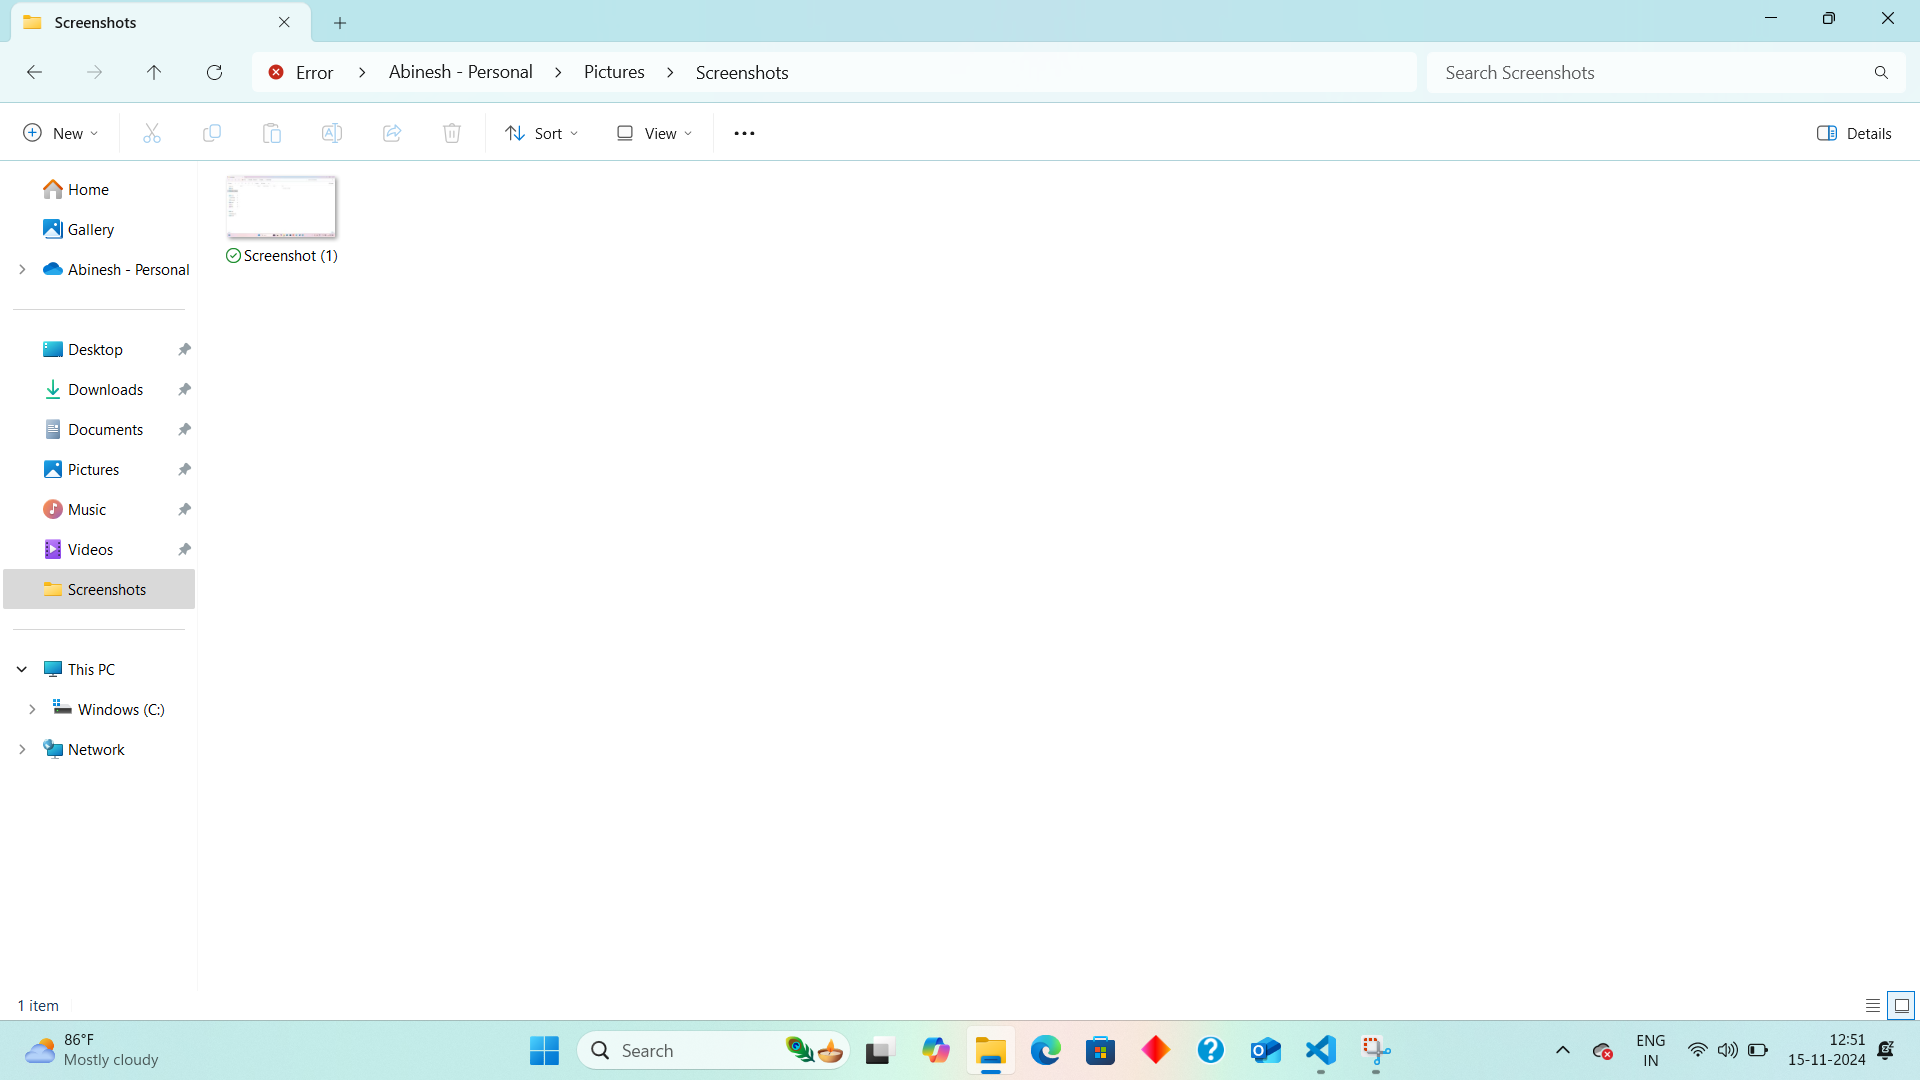 Screenshots
Error > Abinesh - Personal > Pictures > Screenshots
Search Screenshots
New
Sort
View
Details
Home
Gallery
Abinesh - Personal
Desktop
Downloads
Documents
Pictures
Music
Videos
Screenshots
This PC
Windows (C:)
Network
Screenshot (1)
1 item
86°F
Mostly cloudy
Search
ENG
IN
12:51
15-11-2024